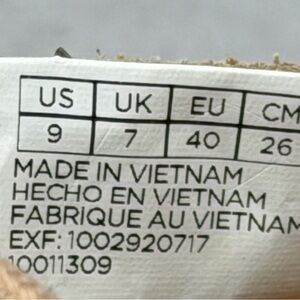 US UK EU CM
9 7 40 26
MADE IN VIETNAM
HECHO EN VIETNAM
FABRIQUE AU VIETNAM
EXF: 1002920717
10011309